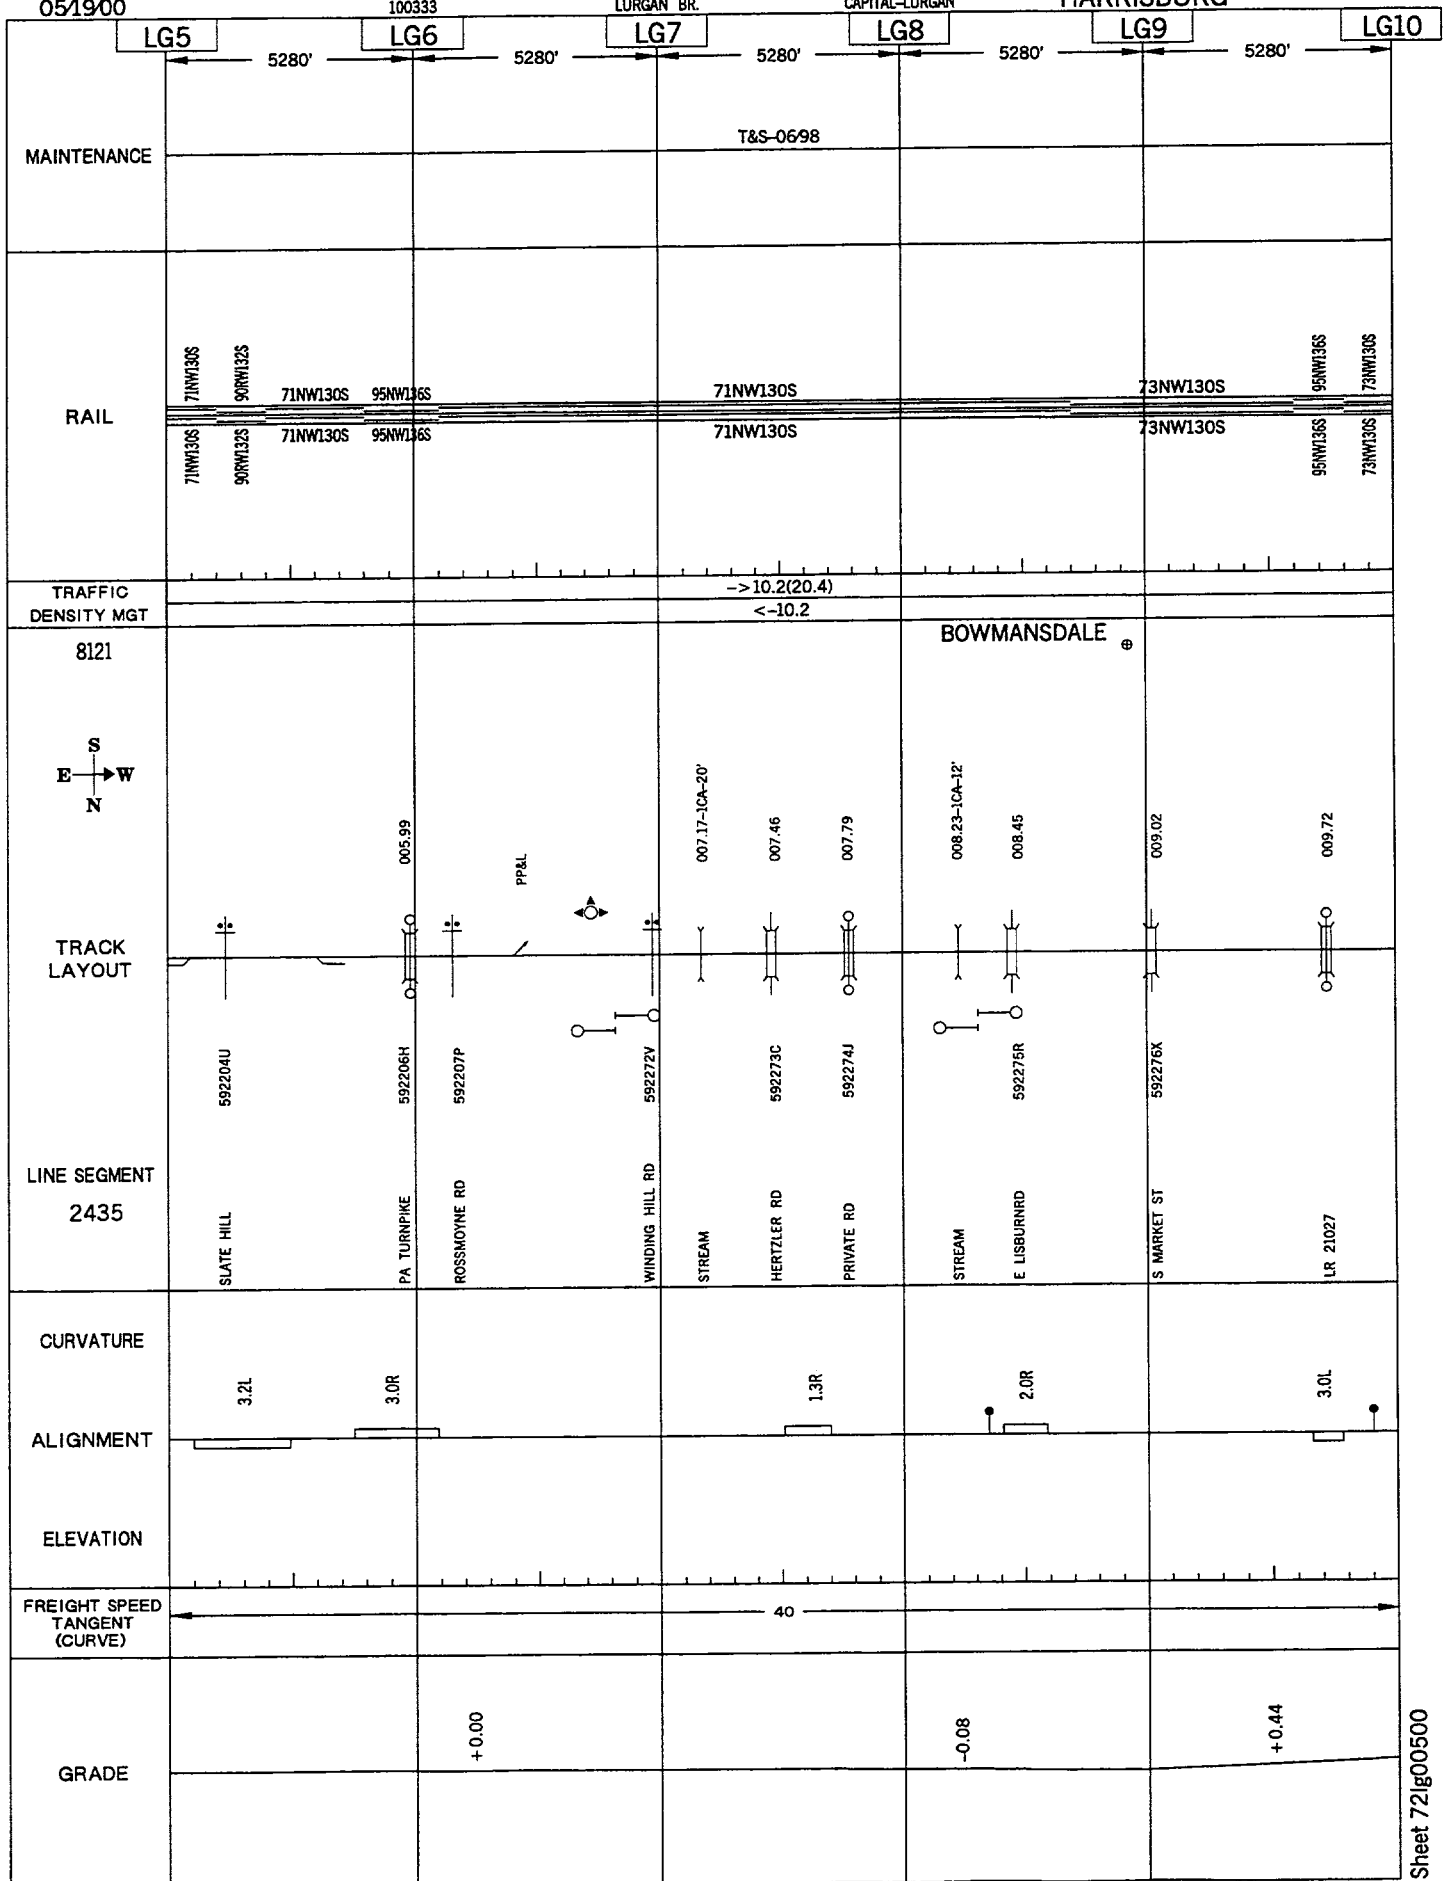 05/19/00
100333
LURGAN BR.
CAPITAL-LURGAN
HARRISBURG
LG5
LG6
LG7
LG8
LG9
LG10
5280'
5280'
5280'
5280'
5280'
MAINTENANCE
T&S-06/98
RAIL
71NW130S
90RW132S
71NW130S
95NW136S
71NW130S
73NW130S
95NW136S
73NW130S
71NW130S
90RW132S
71NW130S
95NW136S
71NW130S
73NW130S
95NW136S
73NW130S
TRAFFIC
DENSITY MGT
->10.2(20.4)
<-10.2
8121
BOWMANSDALE
S
E
W
N
TRACK
LAYOUT
005.99
PP&L
007.17-1CA-20'
007.46
007.79
008.23-1CA-12'
008.45
009.02
009.72
592204U
592206H
592207P
592272V
592273C
592274J
592275R
592276X
LINE SEGMENT
2435
SLATE HILL
PA TURNPIKE
ROSSMOYNE RD
WINDING HILL RD
STREAM
HERTZLER RD
PRIVATE RD
STREAM
E LISBURNRD
S MARKET ST
LR 21027
CURVATURE
3.2L
3.0R
1.3R
2.0R
3.0L
ALIGNMENT
ELEVATION
FREIGHT SPEED
TANGENT
(CURVE)
40
GRADE
+0.00
-0.08
+0.44
Sheet 72lg00500